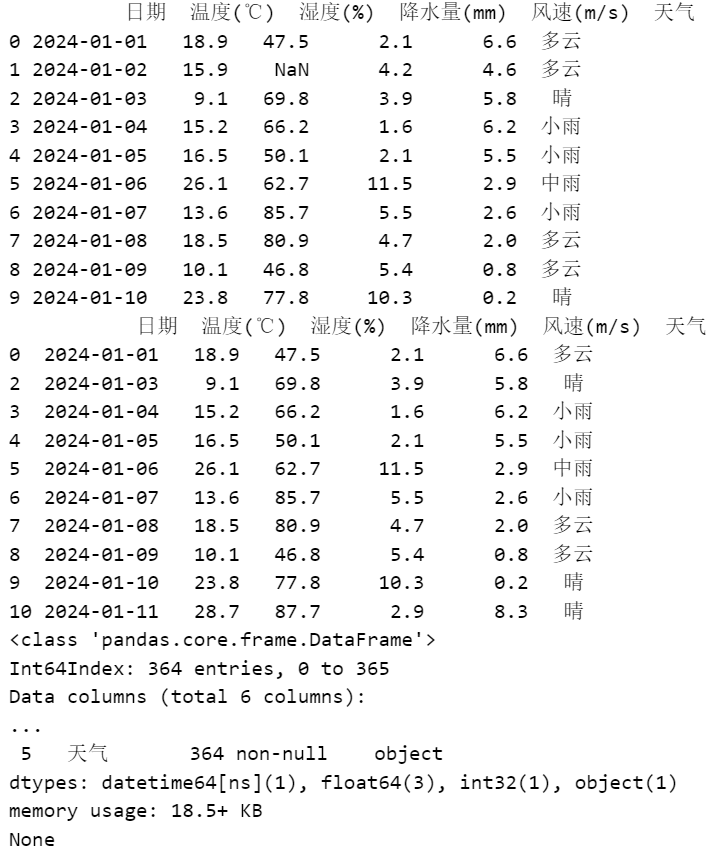 日期 温度(℃) 湿度(%) 降水量(mm) 风速(m/s) 天气
0 2024-01-01 18.9 47.5 2.1 6.6 多云
1 2024-01-02 15.9 NaN 4.2 4.6 多云
2 2024-01-03 9.1 69.8 3.9 5.8 晴
3 2024-01-04 15.2 66.2 1.6 6.2 小雨
4 2024-01-05 16.5 50.1 2.1 5.5 小雨
5 2024-01-06 26.1 62.7 11.5 2.9 中雨
6 2024-01-07 13.6 85.7 5.5 2.6 小雨
7 2024-01-08 18.5 80.9 4.7 2.0 多云
8 2024-01-09 10.1 46.8 5.4 0.8 多云
9 2024-01-10 23.8 77.8 10.3 0.2 晴
日期 温度(℃) 湿度(%) 降水量(mm) 风速(m/s) 天气
0 2024-01-01 18.9 47.5 2.1 6.6 多云
2 2024-01-03 9.1 69.8 3.9 5.8 晴
3 2024-01-04 15.2 66.2 1.6 6.2 小雨
4 2024-01-05 16.5 50.1 2.1 5.5 小雨
5 2024-01-06 26.1 62.7 11.5 2.9 中雨
6 2024-01-07 13.6 85.7 5.5 2.6 小雨
7 2024-01-08 18.5 80.9 4.7 2.0 多云
8 2024-01-09 10.1 46.8 5.4 0.8 多云
9 2024-01-10 23.8 77.8 10.3 0.2 晴
10 2024-01-11 28.7 87.7 2.9 8.3 晴
<class 'pandas.core.frame.DataFrame'>
Int64Index: 364 entries, 0 to 365
Data columns (total 6 columns):
...
5 天气 364 non-null object
dtypes: datetime64[ns](1), float64(3), int32(1), object(1)
memory usage: 18.5+ KB
None